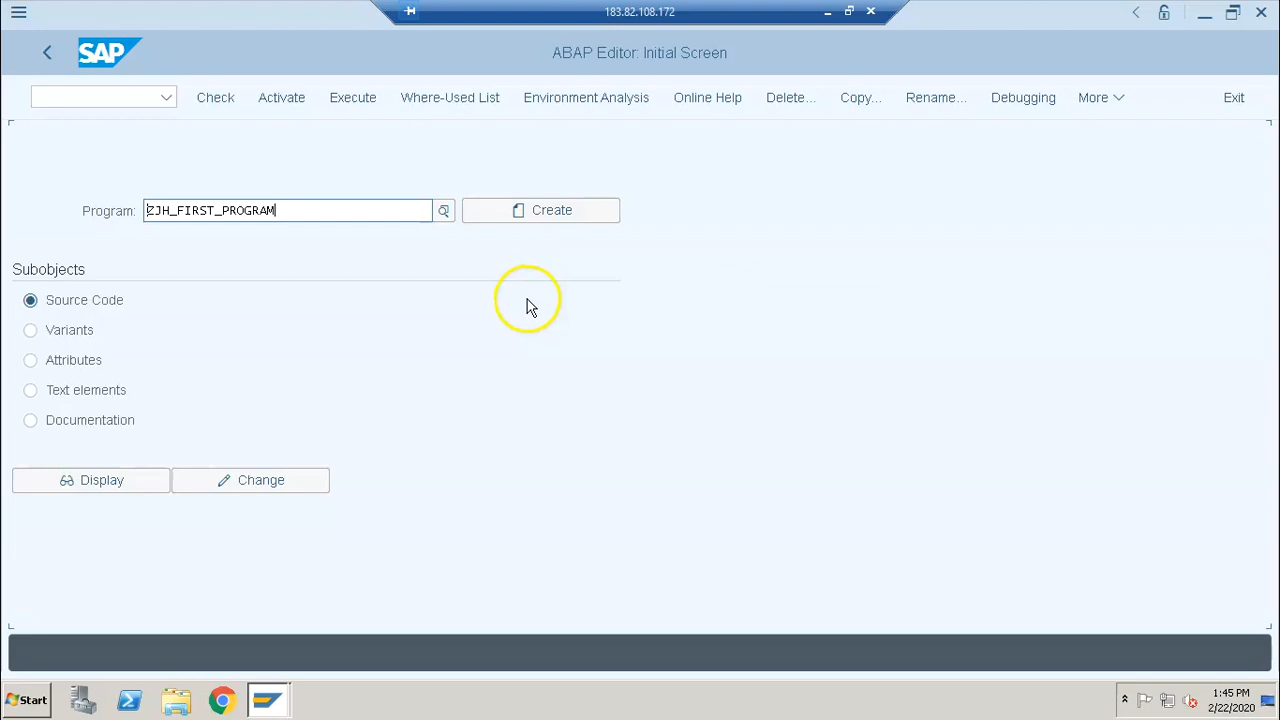 183.82.108.172
SAP
ABAP Editor: Initial Screen
Check Activate Execute Where-Used List Environment Analysis Online Help Delete... Copy... Rename... Debugging More Exit
Program: ZJH_FIRST_PROGRAM Create
Subobjects
Source Code
Variants
Attributes
Text elements
Documentation
Display Change
Start
1:45 PM
2/22/2020